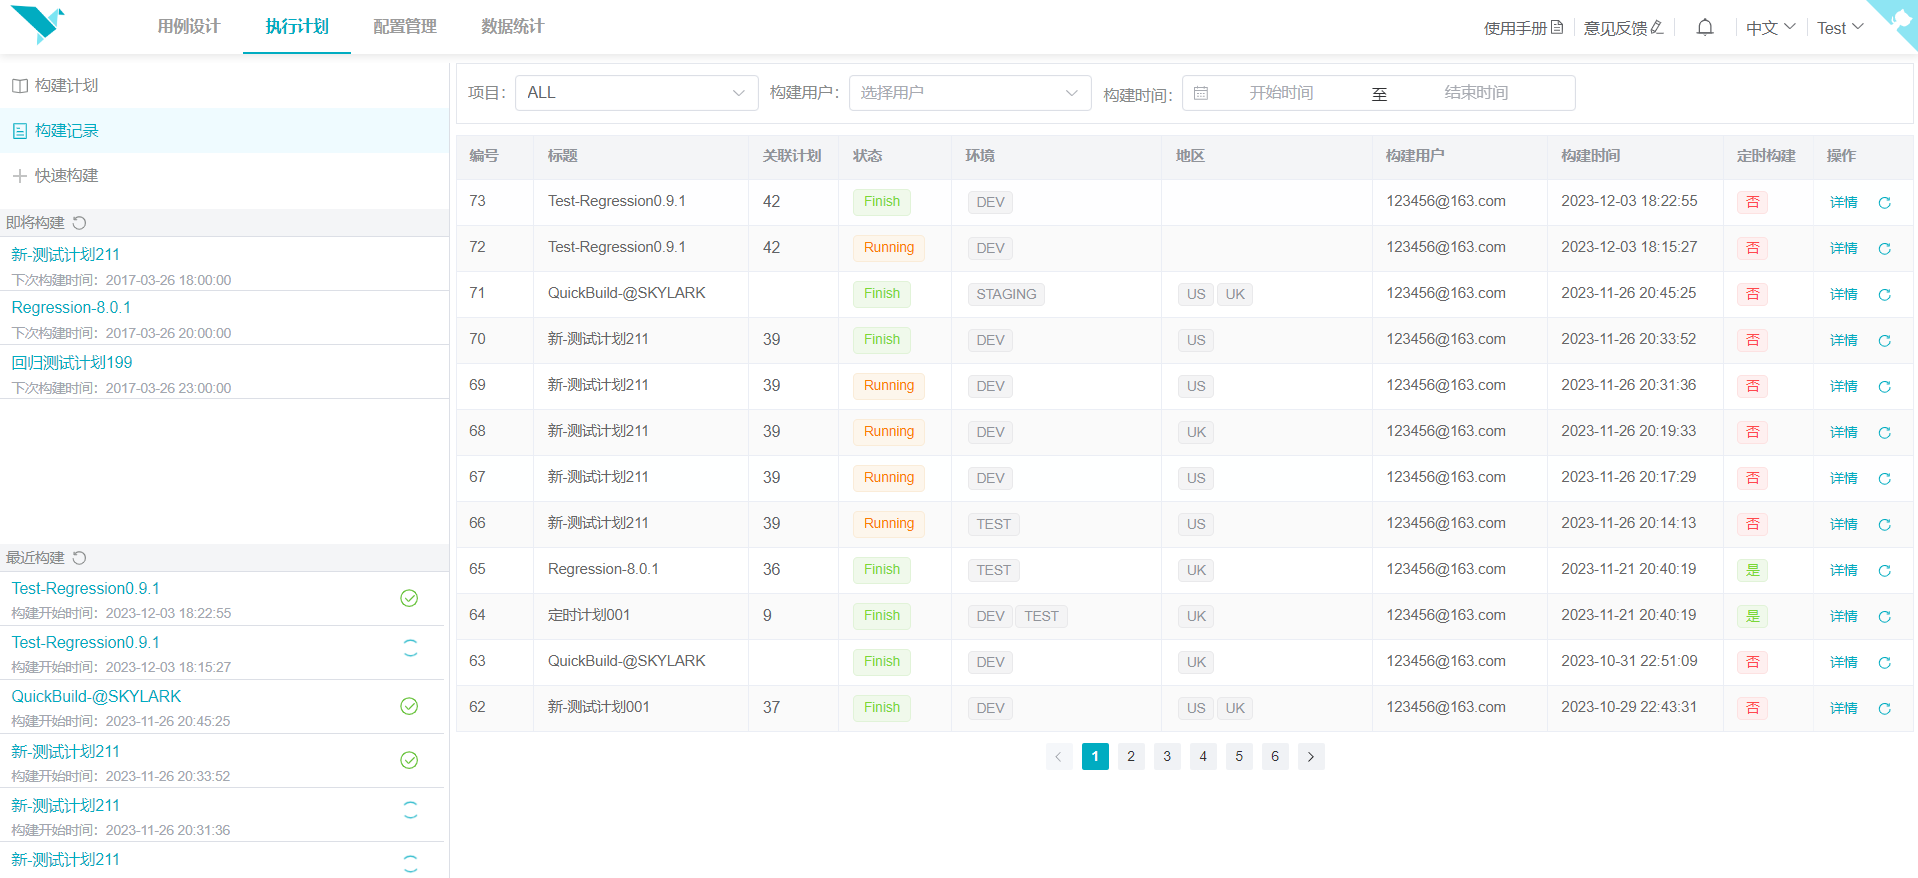 用例设计 执行计划 配置管理 数据统计 使用手册 意见反馈 中文 Test
构建计划
构建记录
快速构建
即将构建
新-测试计划211
下次构建时间：2017-03-26 18:00:00
Regression-8.0.1
下次构建时间：2017-03-26 20:00:00
回归测试计划199
下次构建时间：2017-03-26 23:00:00
最近构建
Test-Regression0.9.1
构建开始时间：2023-12-03 18:22:55
Test-Regression0.9.1
构建开始时间：2023-12-03 18:15:27
QuickBuild-@SKYLARK
构建开始时间：2023-11-26 20:45:25
新-测试计划211
构建开始时间：2023-11-26 20:33:52
新-测试计划211
构建开始时间：2023-11-26 20:31:36
新-测试计划211
项目： ALL 构建用户： 选择用户 构建时间： 开始时间 至 结束时间
编号 标题 关联计划 状态 环境 地区 构建用户 构建时间 定时构建 操作
73 Test-Regression0.9.1 42 Finish DEV 123456@163.com 2023-12-03 18:22:55 否 详情
72 Test-Regression0.9.1 42 Running DEV 123456@163.com 2023-12-03 18:15:27 否 详情
71 QuickBuild-@SKYLARK Finish STAGING US UK 123456@163.com 2023-11-26 20:45:25 否 详情
70 新-测试计划211 39 Finish DEV US 123456@163.com 2023-11-26 20:33:52 否 详情
69 新-测试计划211 39 Running DEV US 123456@163.com 2023-11-26 20:31:36 否 详情
68 新-测试计划211 39 Running DEV UK 123456@163.com 2023-11-26 20:19:33 否 详情
67 新-测试计划211 39 Running DEV US 123456@163.com 2023-11-26 20:17:29 否 详情
66 新-测试计划211 39 Running TEST US 123456@163.com 2023-11-26 20:14:13 否 详情
65 Regression-8.0.1 36 Finish TEST UK 123456@163.com 2023-11-21 20:40:19 是 详情
64 定时计划001 9 Finish DEV TEST UK 123456@163.com 2023-11-21 20:40:19 是 详情
63 QuickBuild-@SKYLARK Finish DEV UK 123456@163.com 2023-10-31 22:51:09 否 详情
62 新-测试计划001 37 Finish DEV US UK 123456@163.com 2023-10-29 22:43:31 否 详情
1 2 3 4 5 6